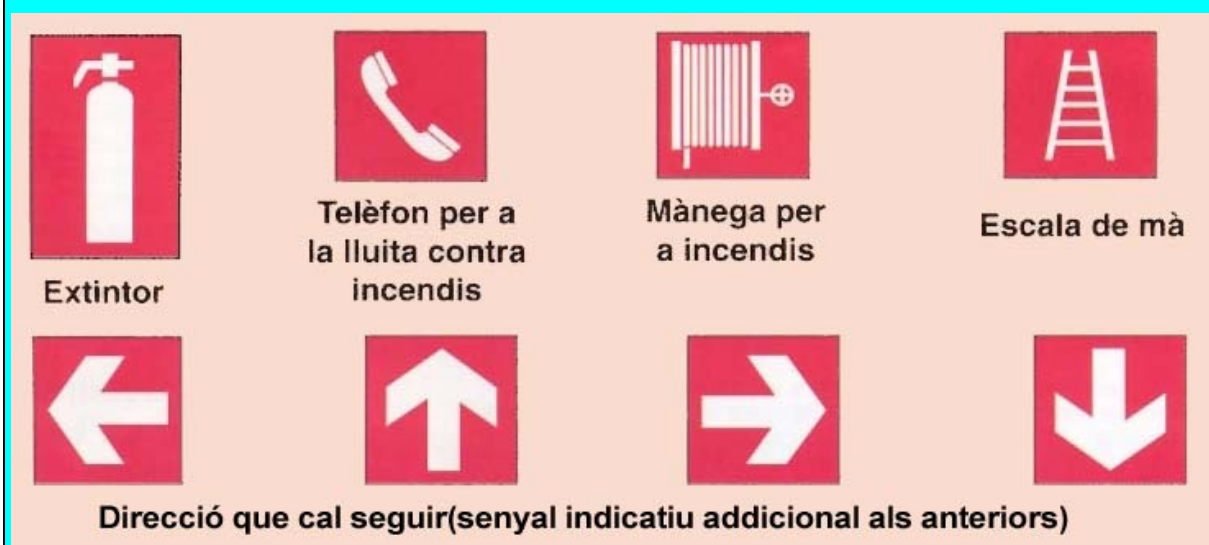 Extintor
Telèfon per a
la lluita contra
incendis
Mànega per
a incendis
Escala de mà
Direcció que cal seguir(senyal indicatiu addicional als anteriors)